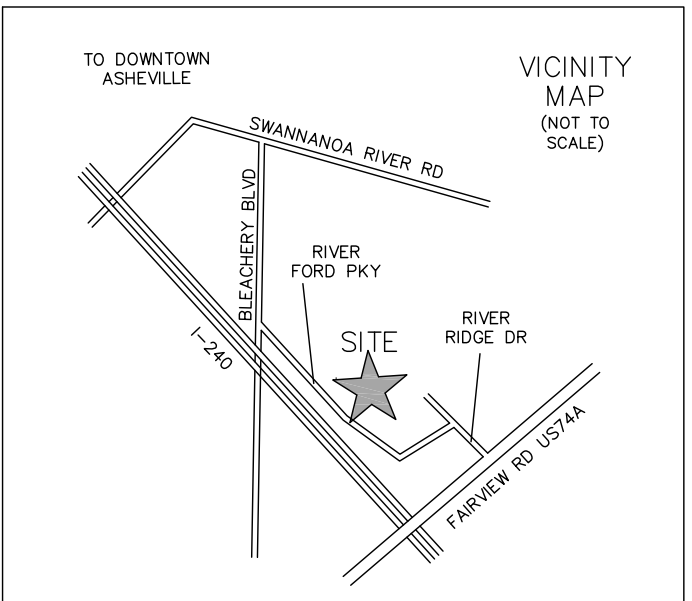 TO DOWNTOWN
ASHEVILLE
VICINITY
MAP
(NOT TO
SCALE)
SWANNANOA RIVER RD
BLEACHERY BLVD
RIVER
FORD PKY
RIVER
RIDGE DR
SITE
I-240
FAIRVIEW RD US74A